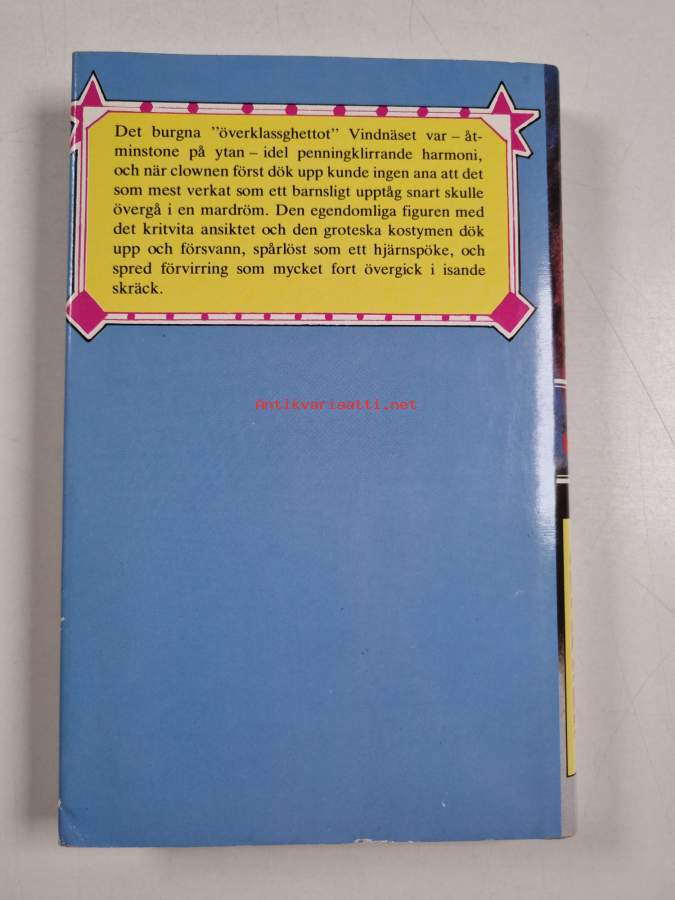 Det burgna ”överklassghettot” Vindnäset var – åt-
minstone på ytan – idel penningklirrande harmoni,
och när clownen först dök upp kunde ingen ana att det
som mest verkat som ett barnsligt upptåg snart skulle
övergå i en mardröm. Den egendomliga figuren med
det kritvita ansiktet och den groteska kostymen dök
upp och försvann, spårlöst som ett hjärnspöke, och
spred förvirring som mycket fort övergick i isande
skräck.
Antikvariaatti.net